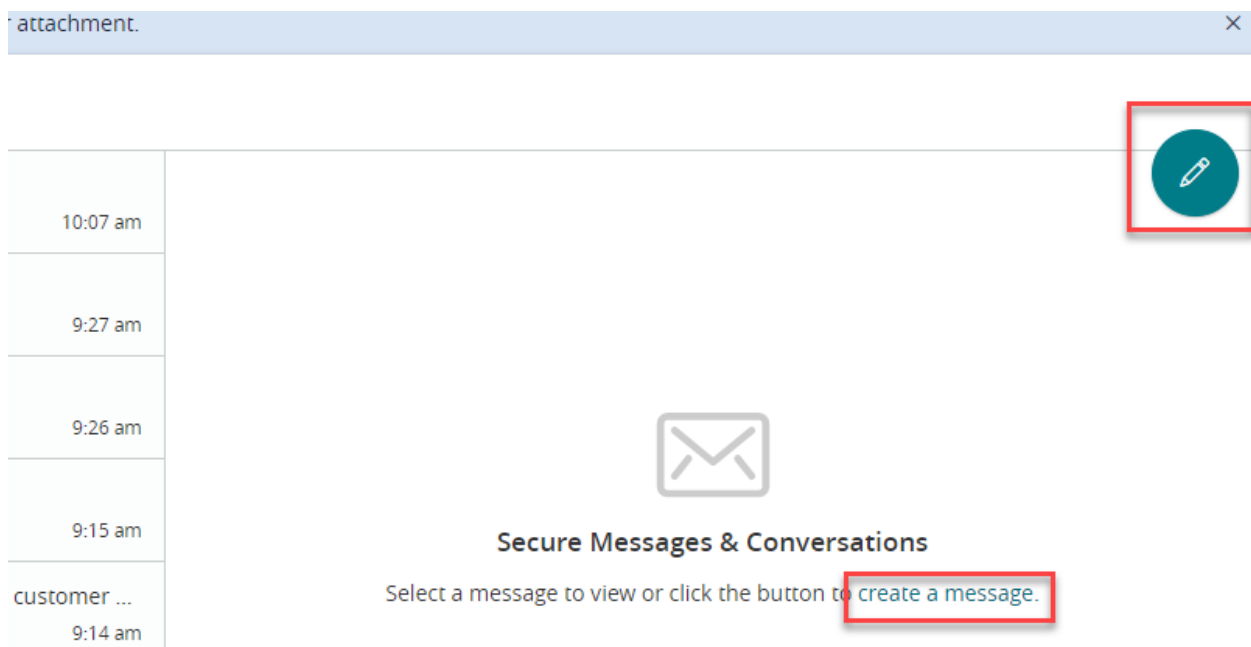 attachment.
10:07 am
9:27 am
9:26 am
9:15 am
customer ...
9:14 am
Secure Messages & Conversations
Select a message to view or click the button to create a message.